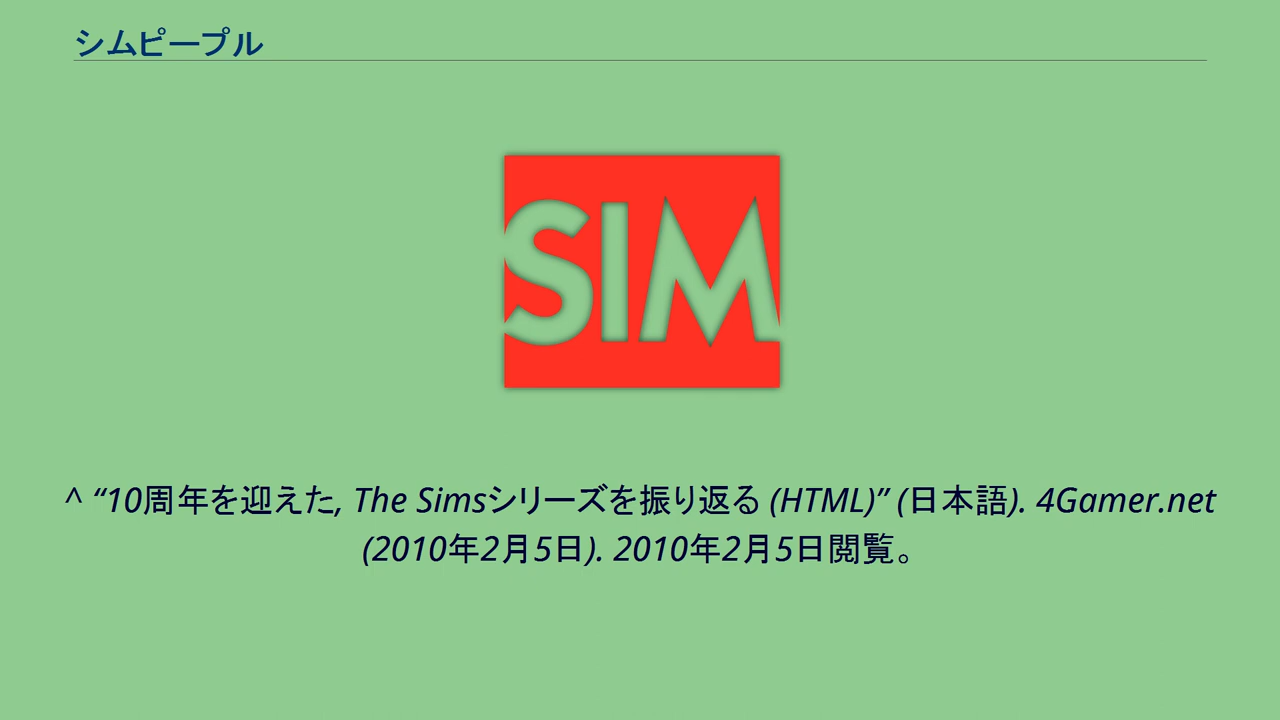 シムピープル
SIM
^ “10周年を迎えた, The Simsシリーズを振り返る (HTML)” (日本語). 4Gamer.net
(2010年2月5日). 2010年2月5日閲覧。